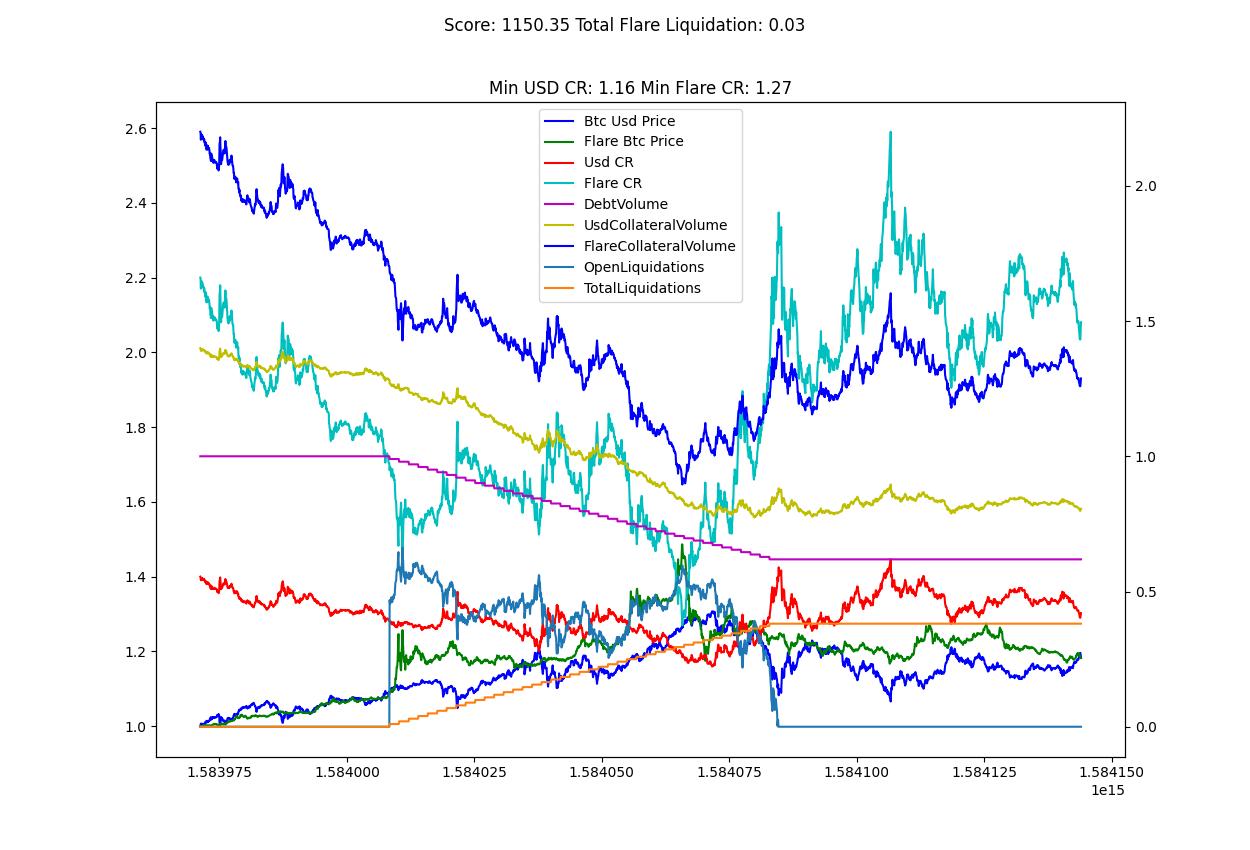 Score: 1150.35 Total Flare Liquidation: 0.03
Min USD CR: 1.16 Min Flare CR: 1.27
Btc Usd Price
Flare Btc Price
Usd CR
Flare CR
DebtVolume
UsdCollateralVolume
FlareCollateralVolume
OpenLiquidations
TotalLiquidations
2.6
2.4
2.2
2.0
1.8
1.6
1.4
1.2
1.0
2.0
1.5
1.0
0.5
0.0
1.583975 1.584000 1.584025 1.584050 1.584075 1.584100 1.584125 1.584150
1e15